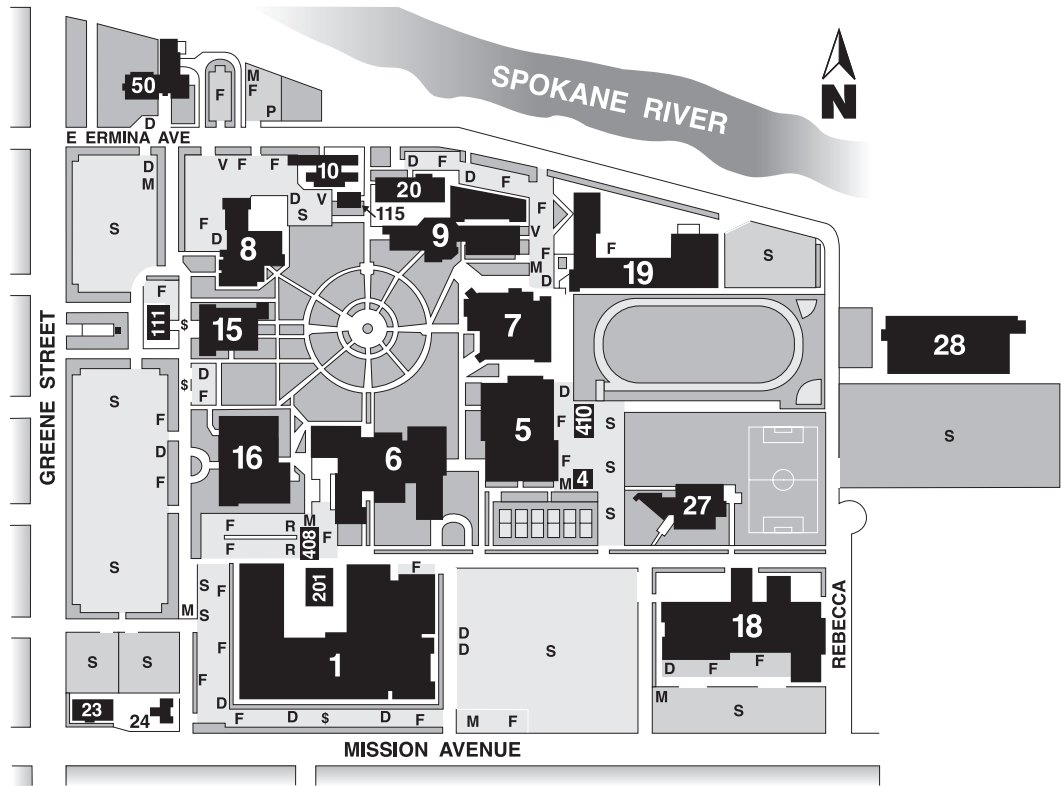 SPOKANE RIVER
N
50
M
F
F
P
D
E ERMINA AVE
V F F
10
D F
20
D
F
D
M
D V
S
115
F
S
F
D
8
9
V
F
F
M
D
19
S
F
$
111
15
7
28
GREENE STREET
$
D
F
S
D
F
410
S
F
5
16
6
S
D
F
F
M
4
S
S
27
F
R
M
F
F
R
408
S
S
F
201
F
M
S
D
D
S
18
REBECCA
S
S
F
1
D
F
F
F
M
23
24
D
F
D
$
D
F
M
F
S
MISSION AVENUE